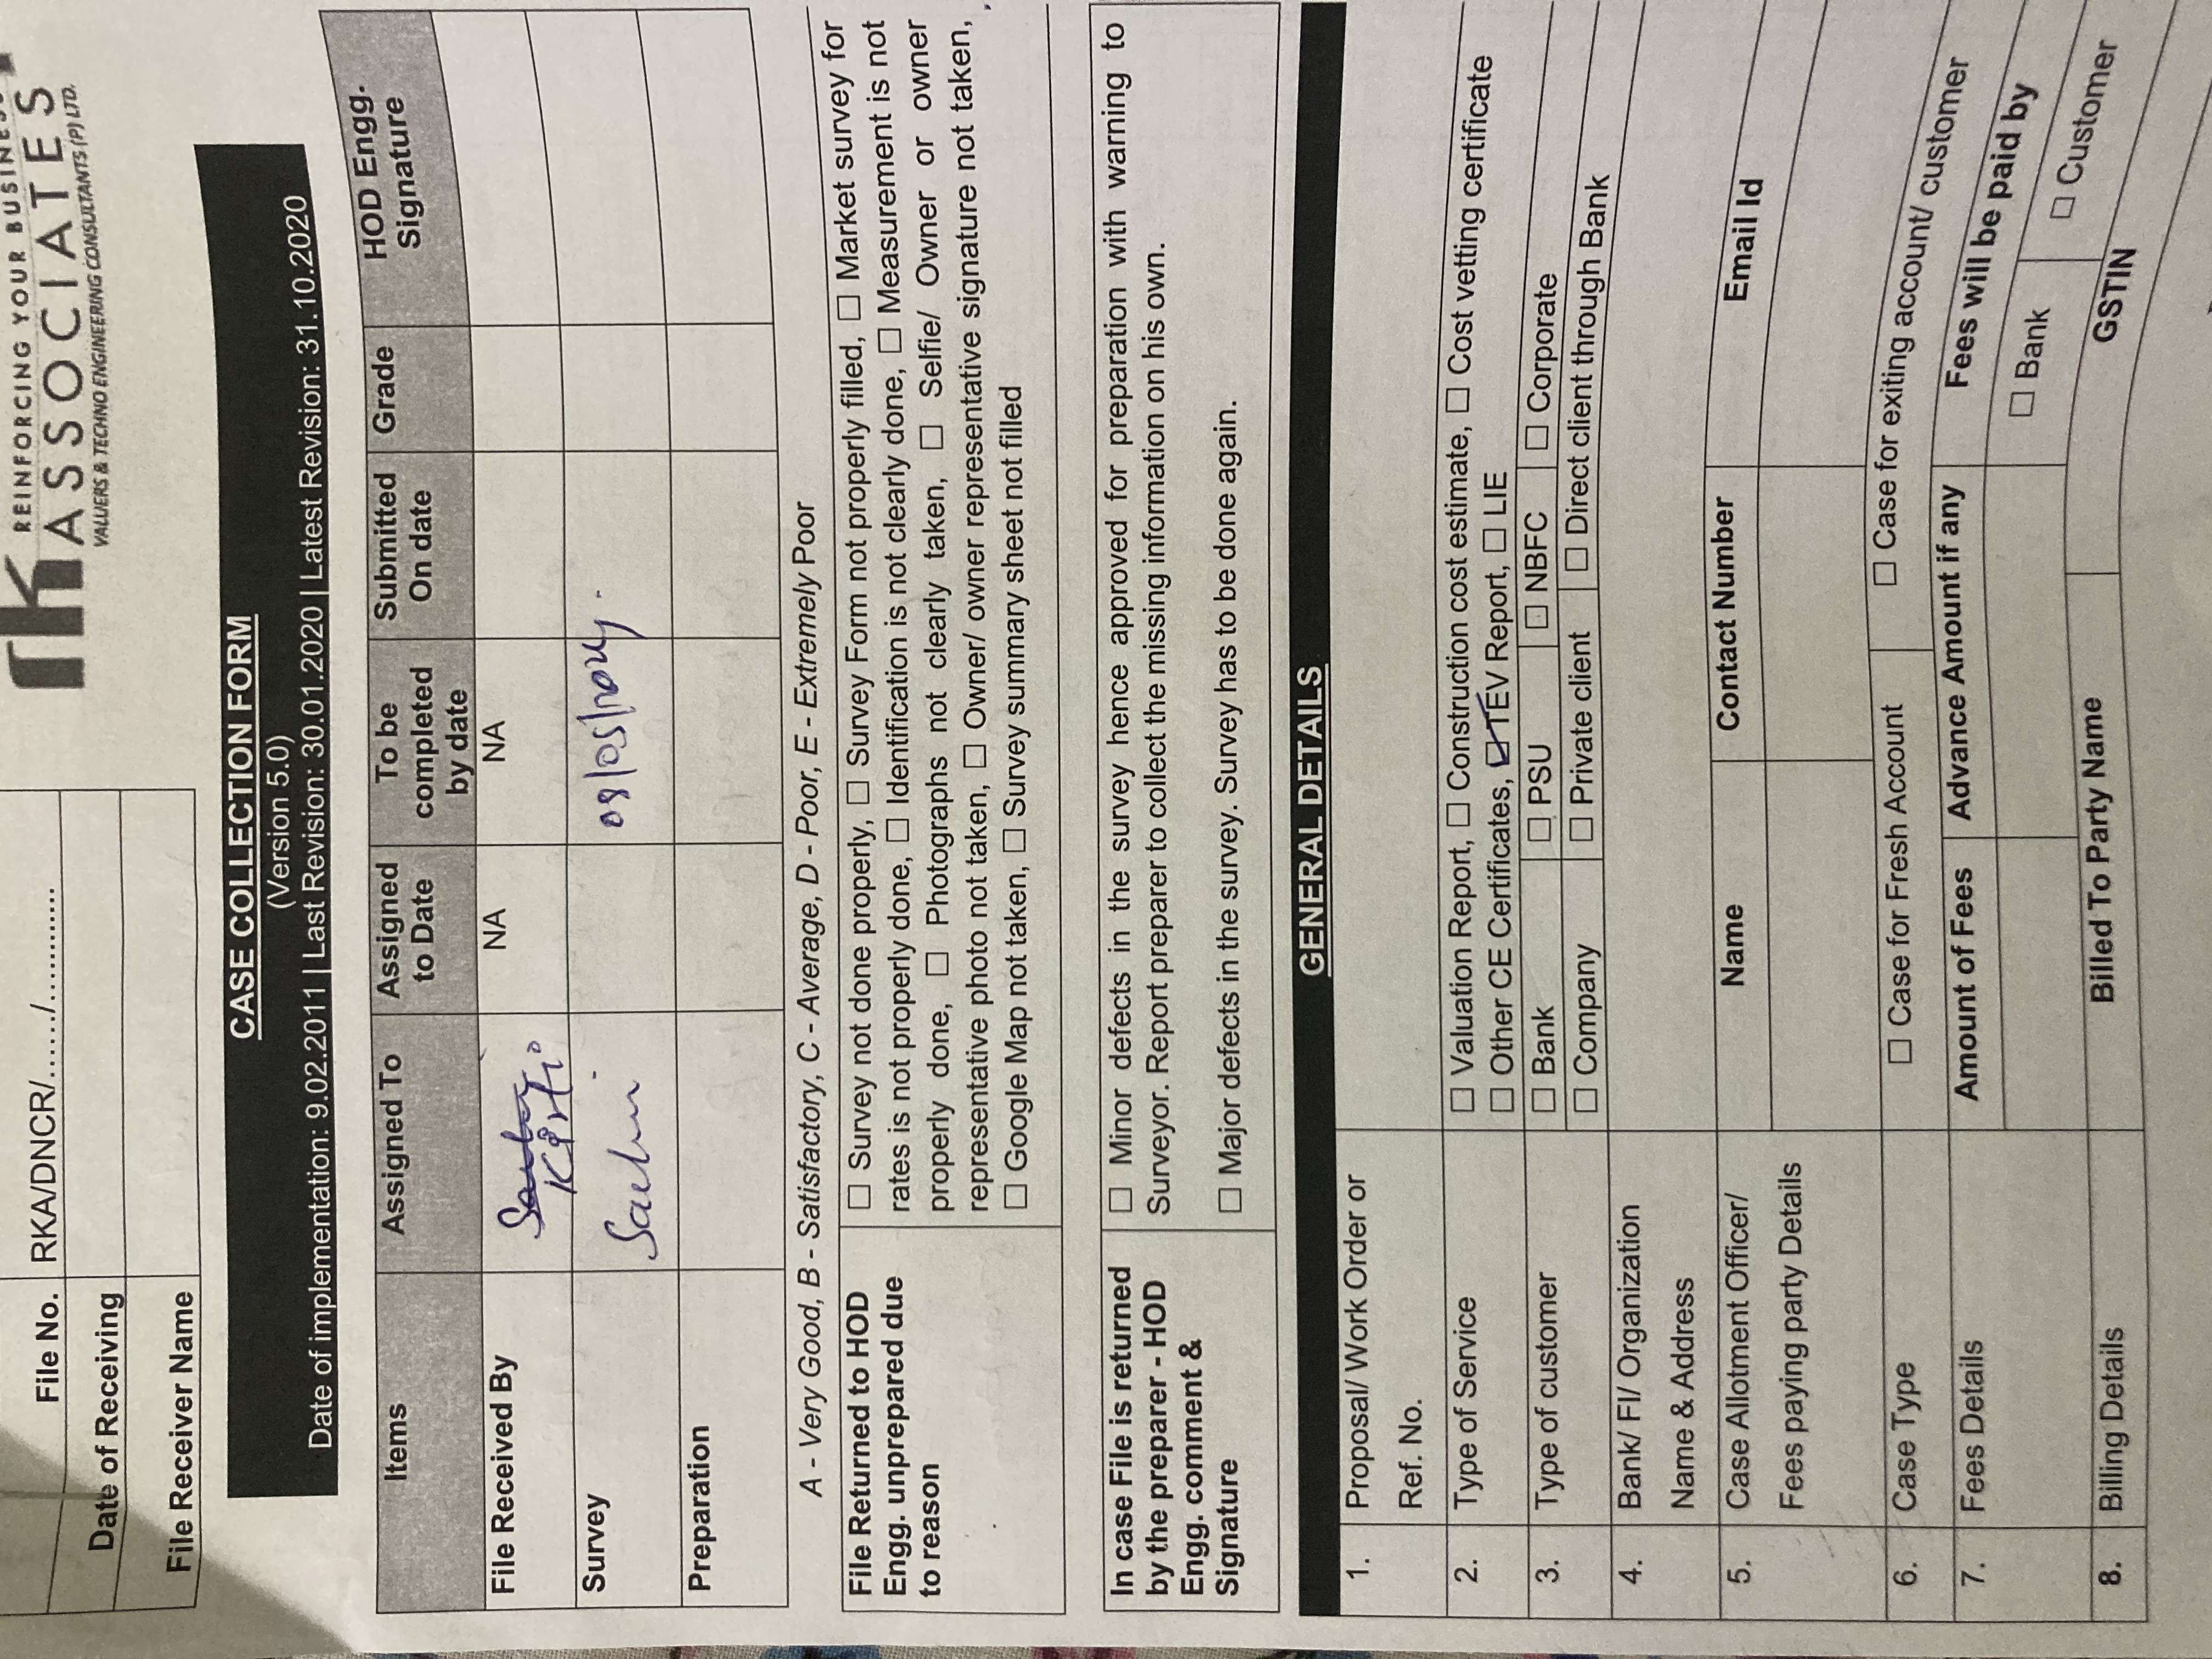 REINFORCING YOUR BUSINESS
rk ASSOCIATES
VALUERS & TECHNO ENGINEERING CONSULTANTS (P) LTD.
File No. RKA/DNCR/....../............
Date of Receiving
File Receiver Name
CASE COLLECTION FORM
(Version 5.0)
Date of implementation: 9.02.2011 | Last Revision: 30.01.2020 | Latest Revision: 31.10.2020
Items Assigned To Assigned to Date To be completed by date Submitted On date Grade HOD Engg. Signature
File Received By Kirti NA NA
Survey Sachin
Preparation
A - Very Good, B - Satisfactory, C - Average, D - Poor, E - Extremely Poor
File Returned to HOD Engg. unprepared due to reason
☐ Survey not done properly, ☐ Survey Form not properly filled, ☐ Market survey for
rates is not properly done, ☐ Identification is not clearly done, ☐ Measurement is not
properly done, ☐ Photographs not clearly taken, ☐ Selfie/ Owner or owner
representative photo not taken, ☐ Owner/ owner representative signature not taken,
☐ Google Map not taken, ☐ Survey summary sheet not filled
In case File is returned by the preparer - HOD Engg. comment & Signature
☐ Minor defects in the survey hence approved for preparation with warning to
Surveyor. Report preparer to collect the missing information on his own.
☐ Major defects in the survey. Survey has to be done again.
GENERAL DETAILS
1. Proposal/ Work Order or Ref. No.
2. Type of Service
☐ Valuation Report, ☐ Construction cost estimate, ☐ Cost vetting certificate
☐ Other CE Certificates, ☑ TEV Report, ☐ LIE
3. Type of customer
☐ Bank ☐ PSU ☐ NBFC ☐ Corporate
☐ Company ☐ Private client ☐ Direct client through Bank
4. Bank/ FI/ Organization Name & Address
5. Case Allotment Officer/ Fees paying party Details
Name Contact Number Email Id
6. Case Type ☐ Case for Fresh Account ☐ Case for exiting account/ customer
7. Fees Details Amount of Fees Advance Amount if any Fees will be paid by
☐ Bank ☐ Customer
8. Billing Details Billed To Party Name GSTIN